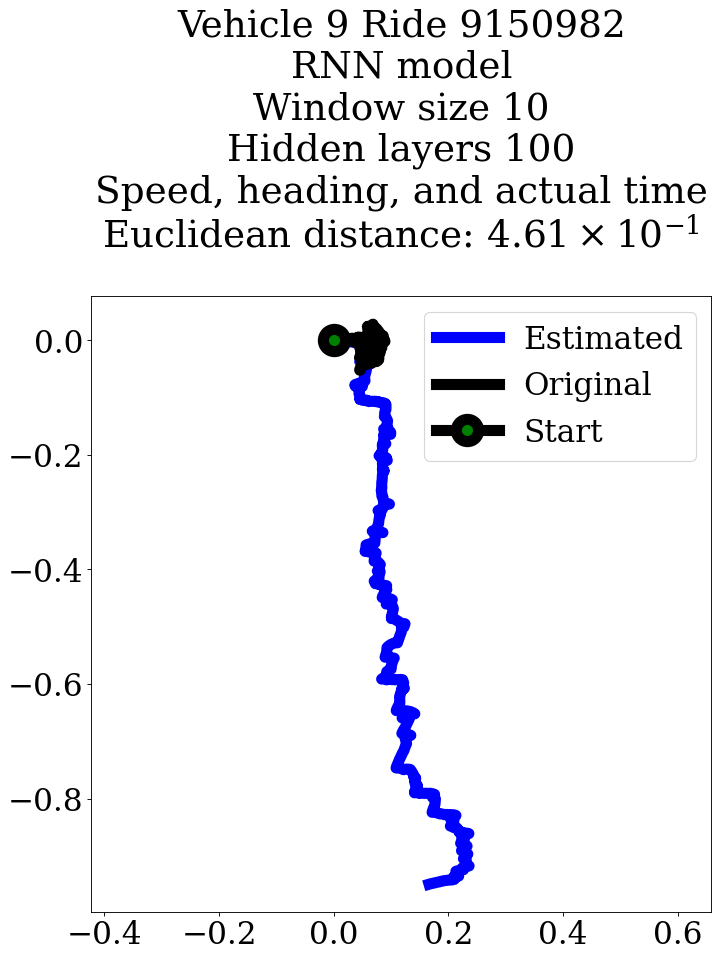 Vehicle 9 Ride 9150982
RNN model
Window size 10
Hidden layers 100
Speed, heading, and actual time
Euclidean distance: 4.61 × 10⁻¹
Estimated
Original
Start
0.0
−0.2
−0.4
−0.6
−0.8
−0.4 −0.2 0.0 0.2 0.4 0.6